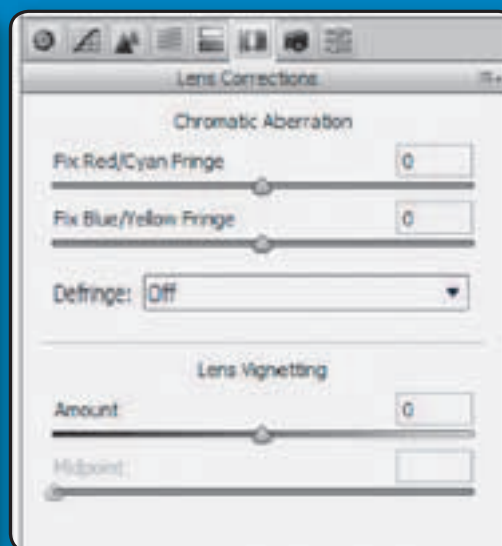 Lens Corrections
Chromatic Aberration
Fix Red/Cyan Fringe 0
Fix Blue/Yellow Fringe 0
Defringe: Off
Lens Vignetting
Amount 0
Midpoint: